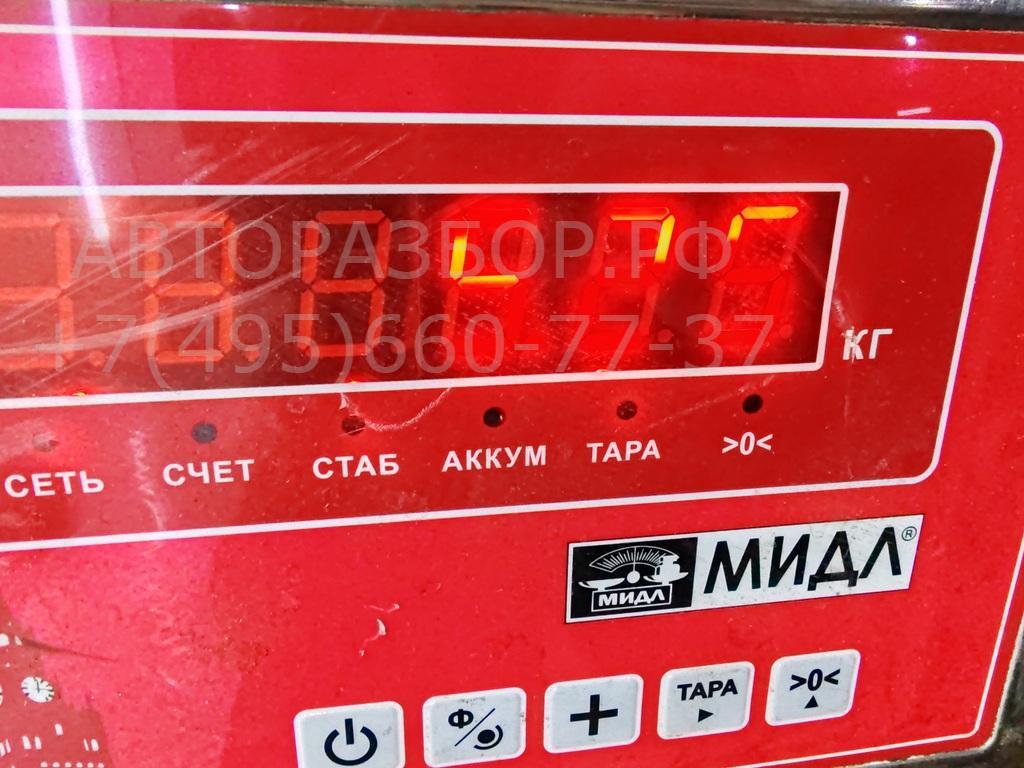 АВТОРАЗБОР.РФ
+7(495)660-77-37
КГ
СЕТЬ СЧЕТ СТАБ АККУМ ТАРА >0<
МИДЛ МИДЛ®
Ф ТАРА >0<